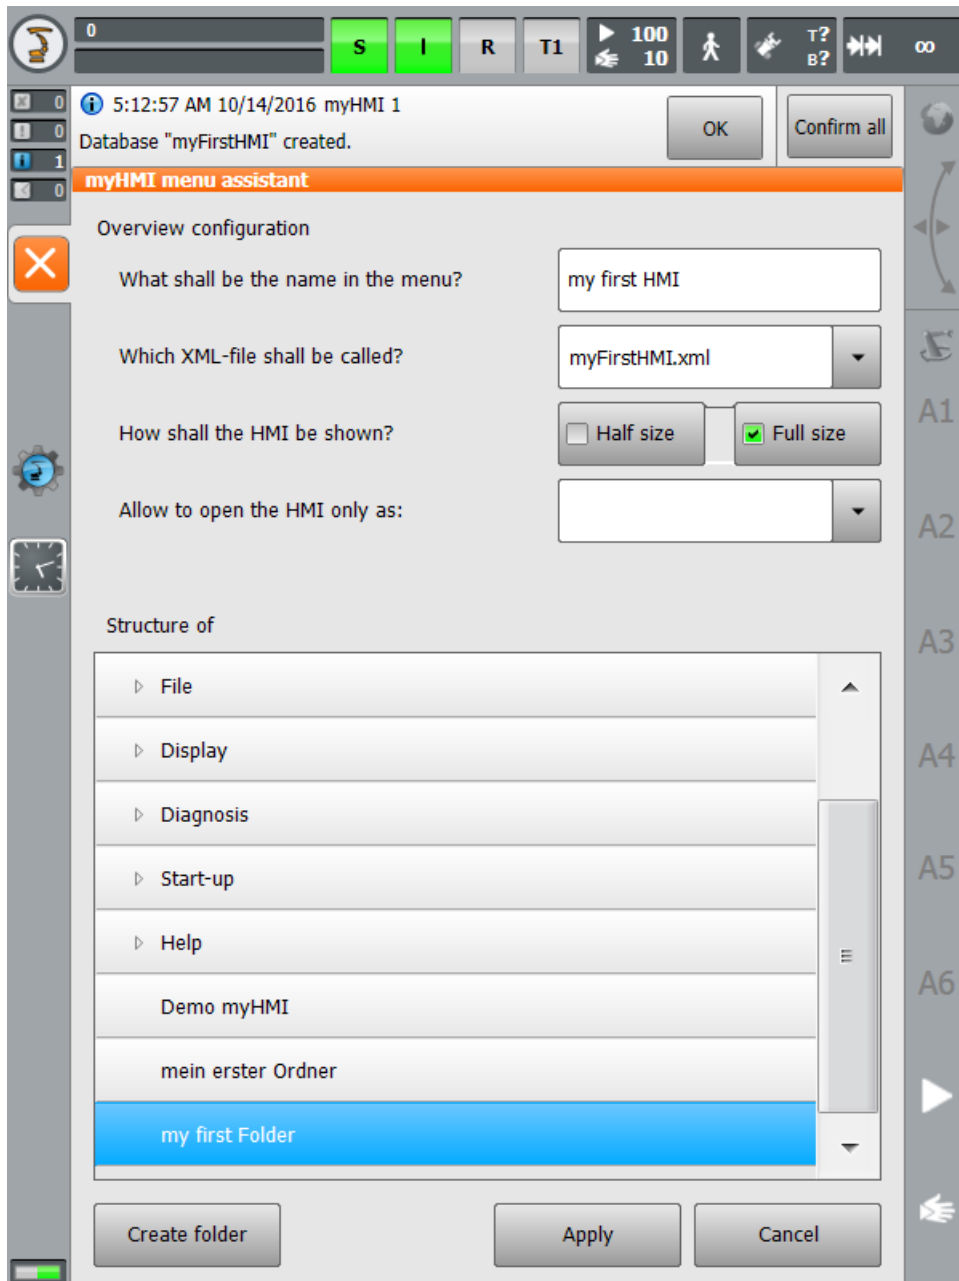 0
S I R T1 100 10 T? B? ∞
0
0
1
0
5:12:57 AM 10/14/2016 myHMI 1
Database "myFirstHMI" created.
OK
Confirm all
myHMI menu assistant
Overview configuration
What shall be the name in the menu?
my first HMI
Which XML-file shall be called?
myFirstHMI.xml
How shall the HMI be shown?
Half size
Full size
Allow to open the HMI only as:
Structure of
File
Display
Diagnosis
Start-up
Help
Demo myHMI
mein erster Ordner
my first Folder
Create folder
Apply
Cancel
A1
A2
A3
A4
A5
A6